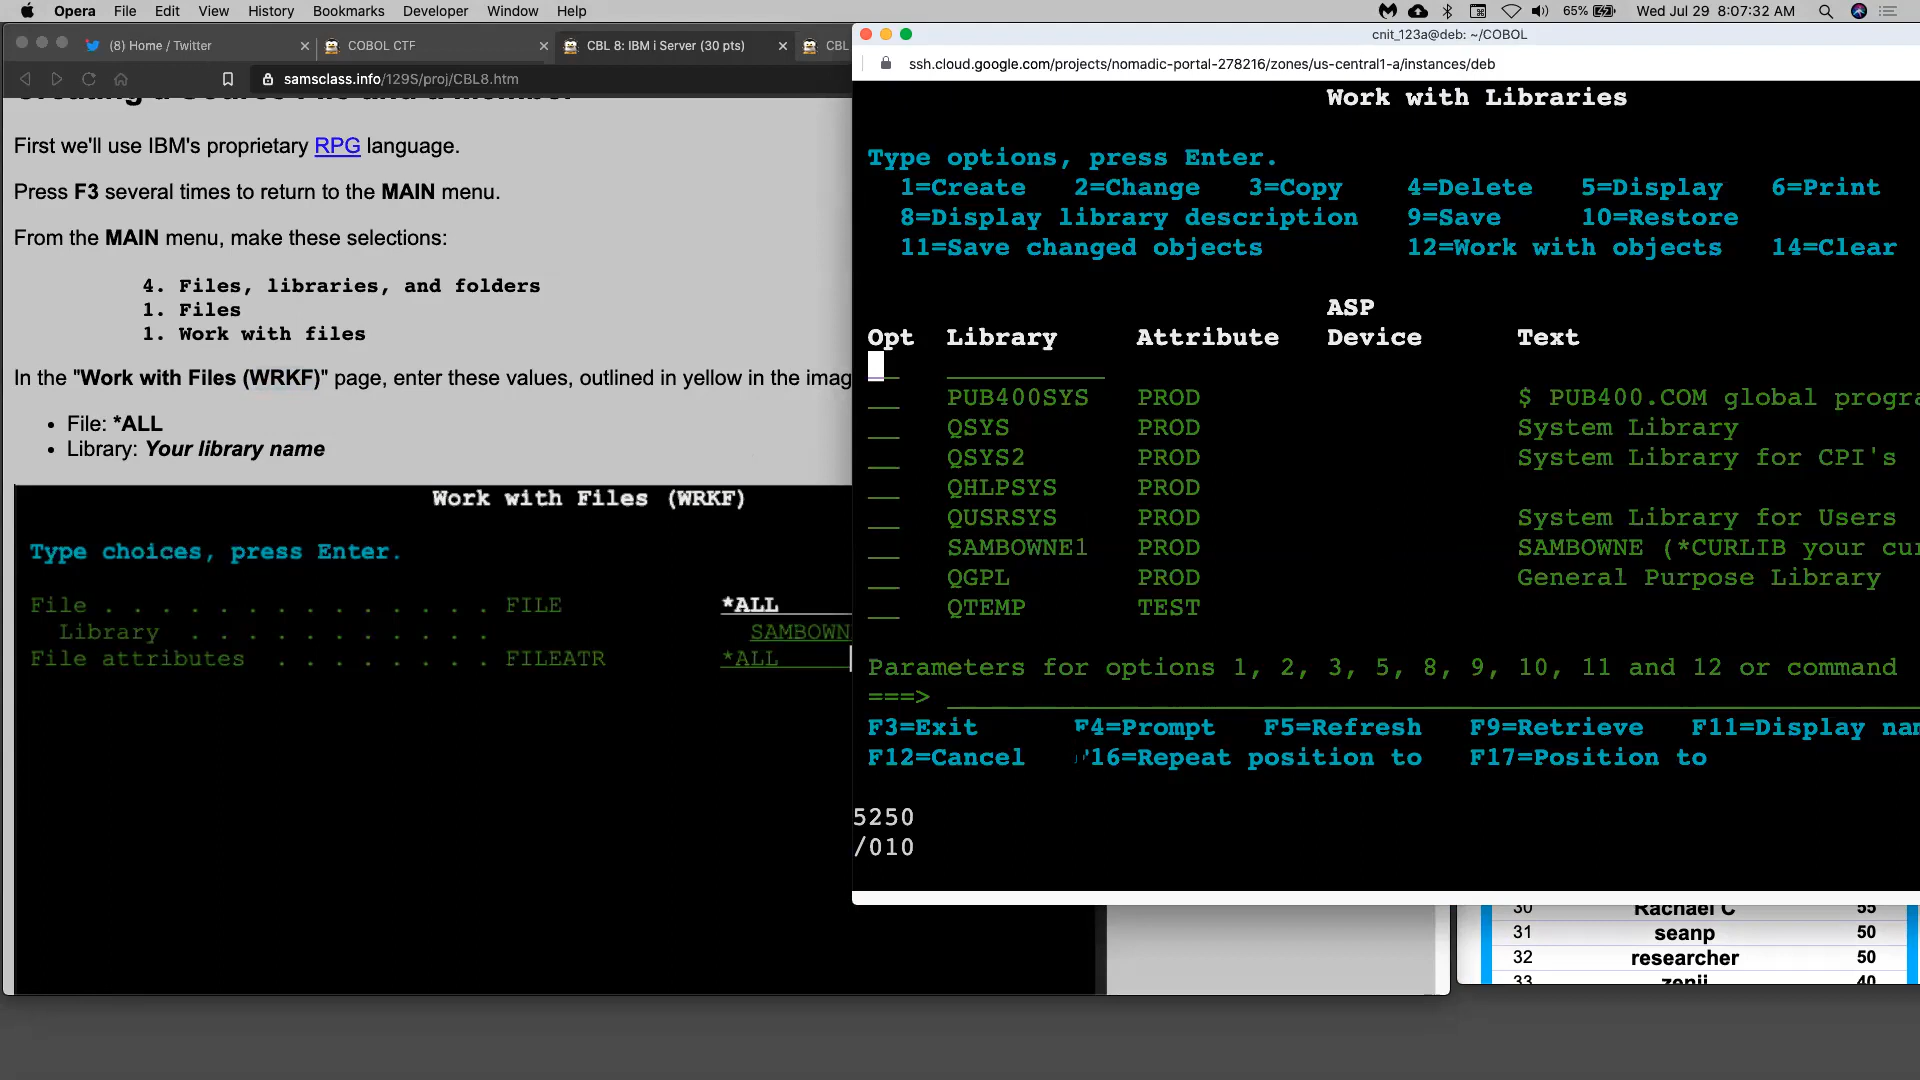 Opera File Edit View History Bookmarks Developer Window Help 65% Wed Jul 29 8:07:32 AM
(8) Home / Twitter COBOL CTF CBL 8: IBM i Server (30 pts) CBL
samsclass.info/129S/proj/CBL8.htm
Creating a Source File and a Member
First we'll use IBM's proprietary RPG language.
Press F3 several times to return to the MAIN menu.
From the MAIN menu, make these selections:
4. Files, libraries, and folders
1. Files
1. Work with files
In the "Work with Files (WRKF)" page, enter these values, outlined in yellow in the imag
• File: *ALL
• Library: Your library name
Work with Files (WRKF)
Type choices, press Enter.
File . . . . . . . . . . . . . . . FILE *ALL
Library . . . . . . . . . . . SAMBOWN
File attributes . . . . . . . . FILEATR *ALL
cnit_123a@deb: ~/COBOL
ssh.cloud.google.com/projects/nomadic-portal-278216/zones/us-central1-a/instances/deb
Work with Libraries
Type options, press Enter.
1=Create 2=Change 3=Copy 4=Delete 5=Display 6=Print
8=Display library description 9=Save 10=Restore
11=Save changed objects 12=Work with objects 14=Clear
ASP
Opt Library Attribute Device Text
PUB400SYS PROD $ PUB400.COM global progra
QSYS PROD System Library
QSYS2 PROD System Library for CPI's
QHLPSYS PROD
QUSRSYS PROD System Library for Users
SAMBOWNE1 PROD SAMBOWNE (*CURLIB your cur
QGPL PROD General Purpose Library
QTEMP TEST
Parameters for options 1, 2, 3, 5, 8, 9, 10, 11 and 12 or command
===>
F3=Exit F4=Prompt F5=Refresh F9=Retrieve F11=Display nam
F12=Cancel F16=Repeat position to F17=Position to
5250
/010
30 Rachael C 55
31 seanp 50
32 researcher 50
33 zenii 40